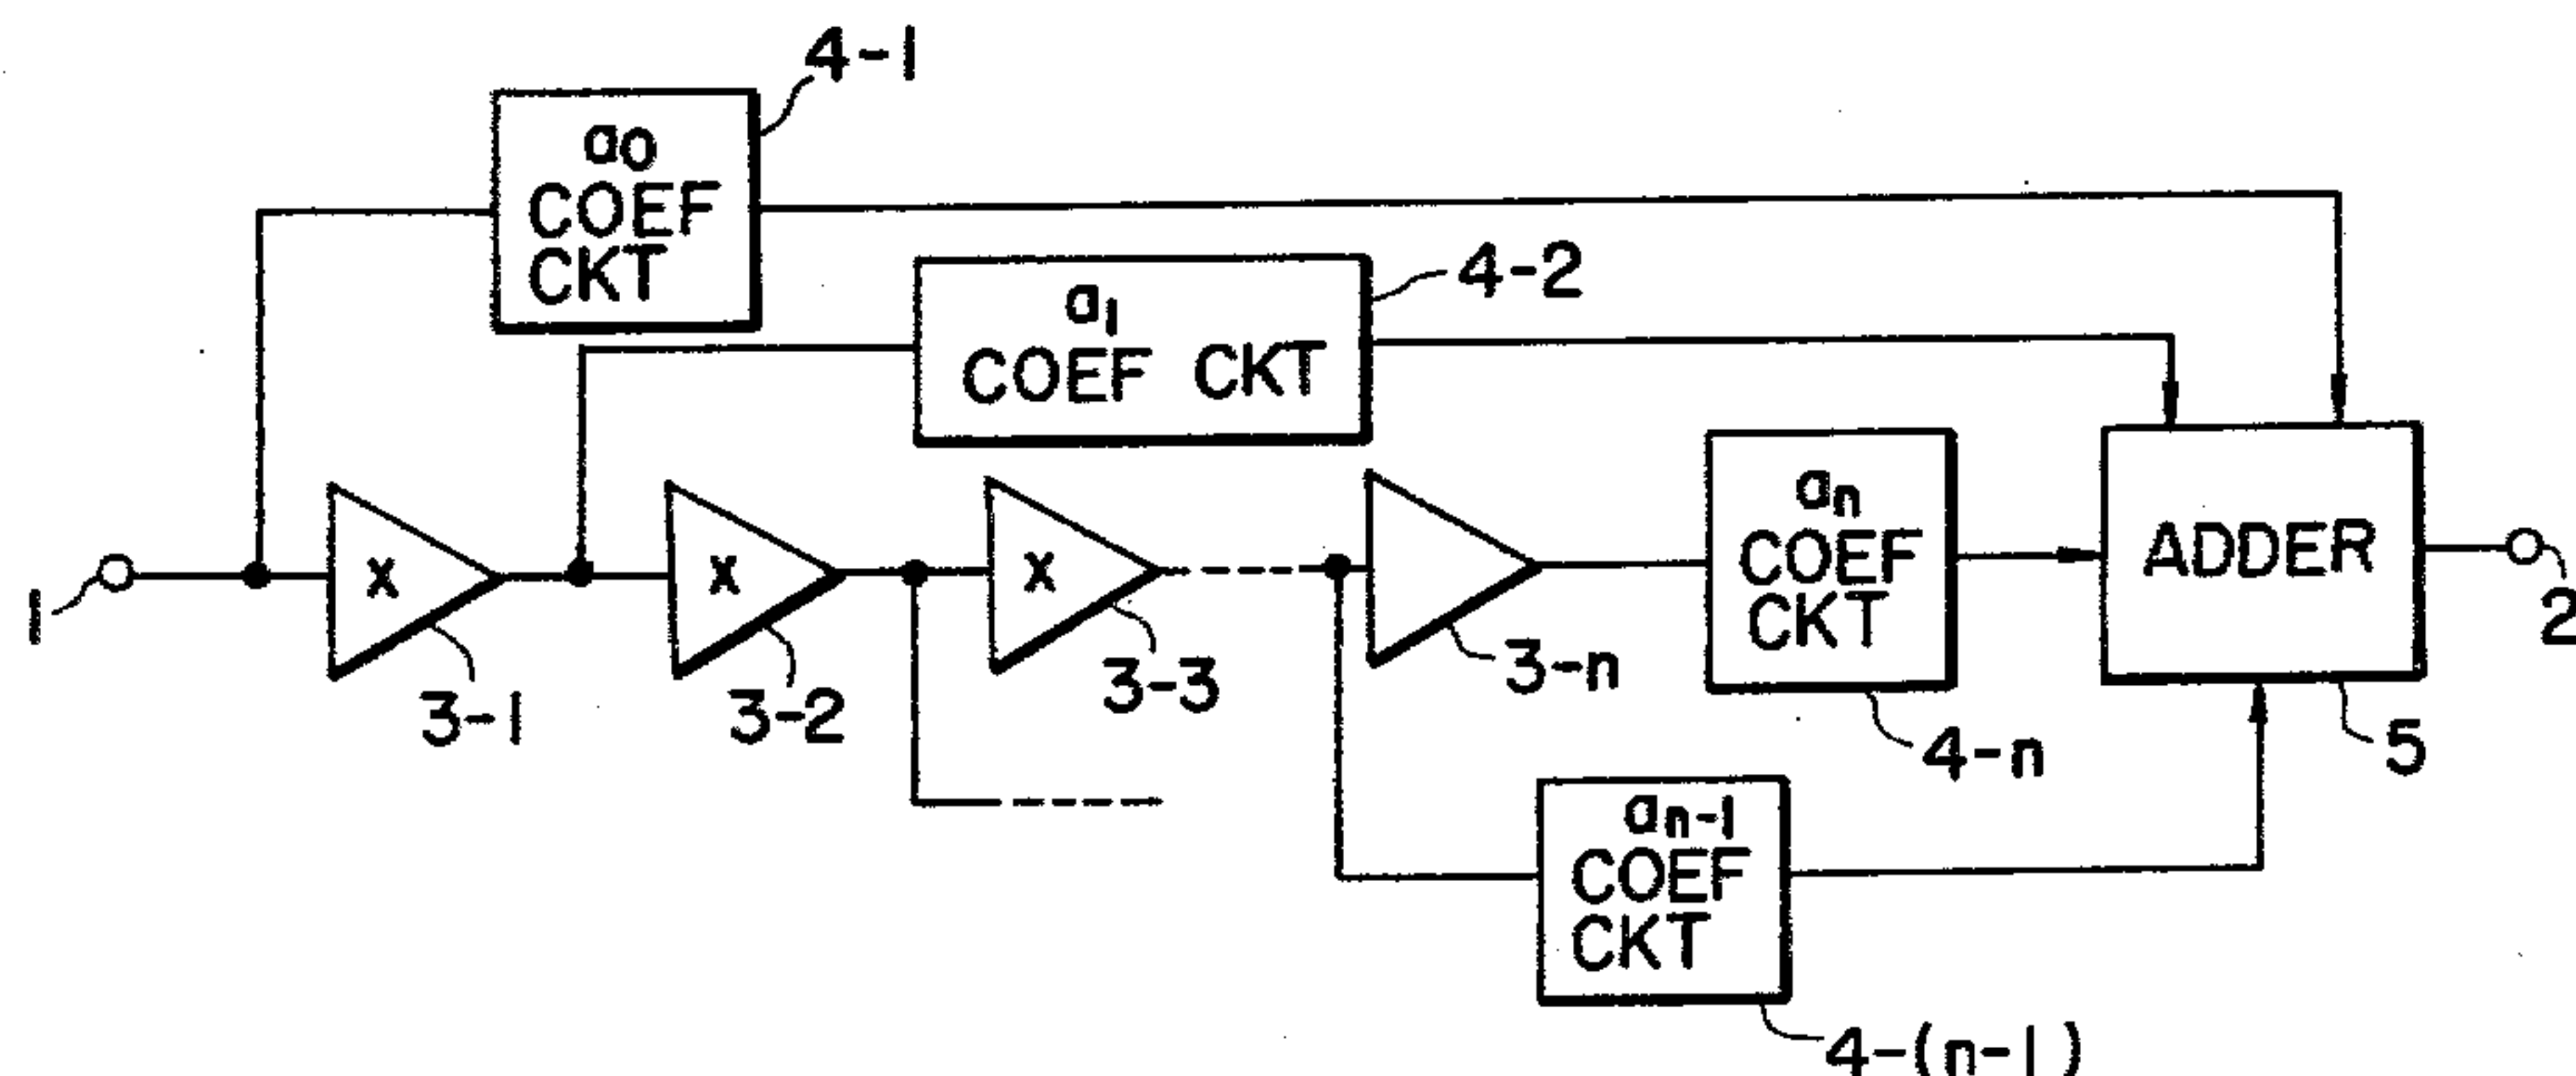 4-1
a0
COEF
CKT
4-2
a1
COEF CKT
an
COEF
CKT
ADDER
x
x
x
1
2
3-1
3-2
3-3
3-n
4-n
5
an-1
COEF
CKT
4-(n-1)